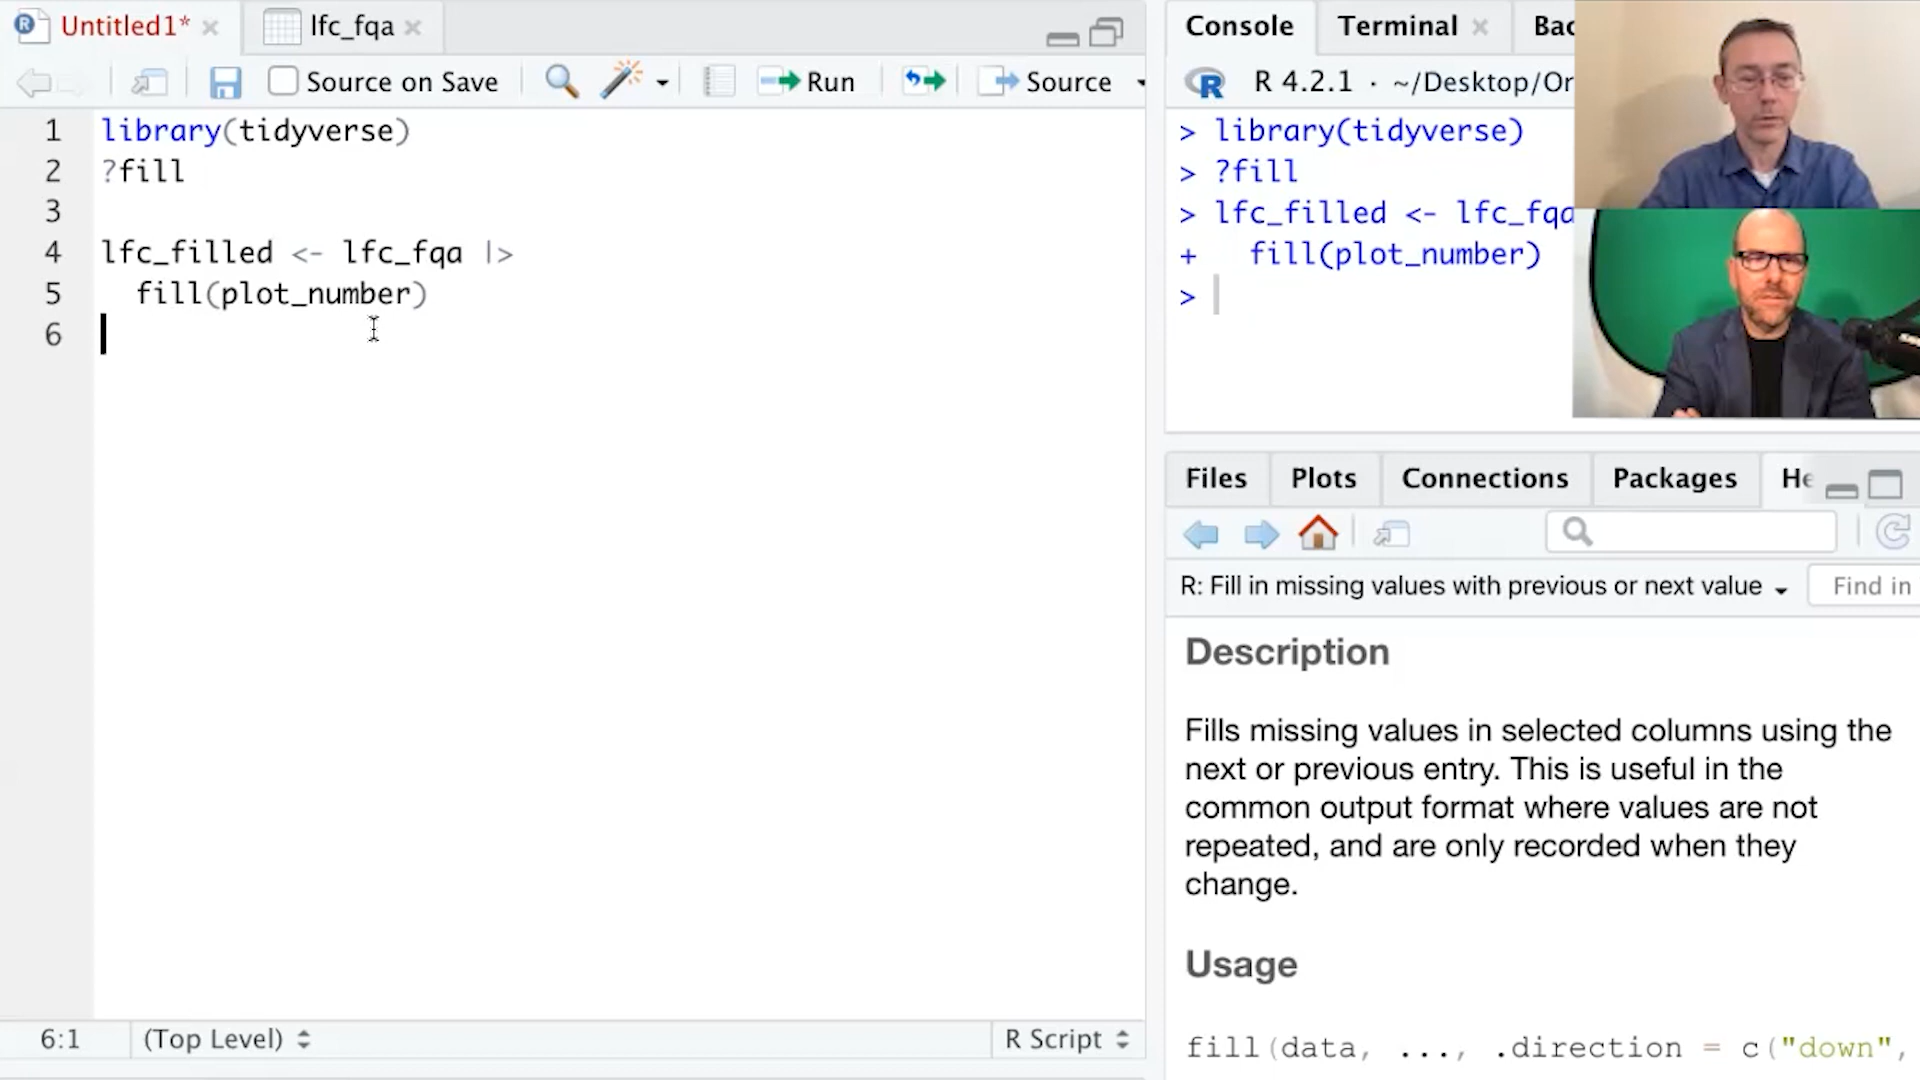 Untitled1*
lfc_fqa
Source on Save
Run
Source
1 library(tidyverse)
2 ?fill
3
4 lfc_filled <- lfc_fqa |>
5 fill(plot_number)
6
6:1
(Top Level)
R Script
Console
Terminal
R 4.2.1 · ~/Desktop/Or
> library(tidyverse)
> ?fill
> lfc_filled <- lfc_fqa
+ fill(plot_number)
>
Files
Plots
Connections
Packages
R: Fill in missing values with previous or next value
Find in
Description
Fills missing values in selected columns using the
next or previous entry. This is useful in the
common output format where values are not
repeated, and are only recorded when they
change.
Usage
fill(data, ..., .direction = c("down",